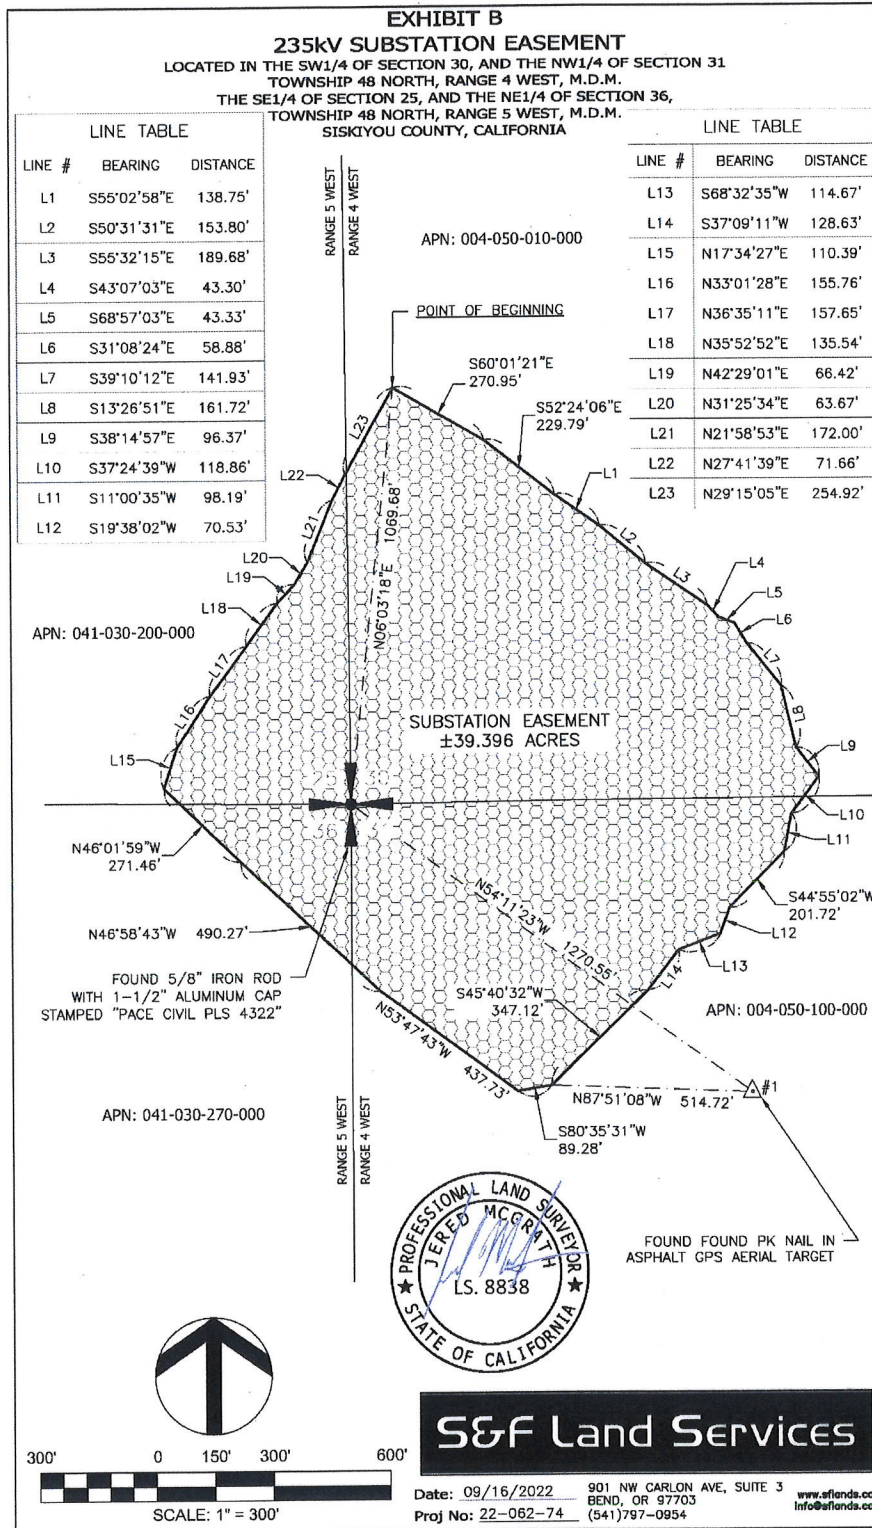 EXHIBIT B
235kV SUBSTATION EASEMENT
LOCATED IN THE SW1/4 OF SECTION 30, AND THE NW1/4 OF SECTION 31
TOWNSHIP 48 NORTH, RANGE 4 WEST, M.D.M.
THE SE1/4 OF SECTION 25, AND THE NE1/4 OF SECTION 36,
TOWNSHIP 48 NORTH, RANGE 5 WEST, M.D.M.
SISKIYOU COUNTY, CALIFORNIA
LINE TABLE
LINE # BEARING DISTANCE
L1 S55°02'58"E 138.75'
L2 S50°31'31"E 153.80'
L3 S55°32'15"E 189.68'
L4 S43°07'03"E 43.30'
L5 S68°57'03"E 43.33'
L6 S31°08'24"E 58.88'
L7 S39°10'12"E 141.93'
L8 S13°26'51"E 161.72'
L9 S38°14'57"E 96.37'
L10 S37°24'39"W 118.86'
L11 S11°00'35"W 98.19'
L12 S19°38'02"W 70.53'
LINE TABLE
LINE # BEARING DISTANCE
L13 S68°32'35"W 114.67'
L14 S37°09'11"W 128.63'
L15 N17°34'27"E 110.39'
L16 N33°01'28"E 155.76'
L17 N36°35'11"E 157.65'
L18 N35°52'52"E 135.54'
L19 N42°29'01"E 66.42'
L20 N31°25'34"E 63.67'
L21 N21°58'53"E 172.00'
L22 N27°41'39"E 71.66'
L23 N29°15'05"E 254.92'
RANGE 5 WEST
RANGE 4 WEST
APN: 004-050-010-000
POINT OF BEGINNING
S60°01'21"E
270.95'
S52°24'06"E
229.79'
L23
L22
L1
L21
L2
N06°03'18"E 1069.68'
L20
L19
L3
L4
L5
L18
L6
APN: 041-030-200-000
L17
L7
L16
L8
SUBSTATION EASEMENT
±39.396 ACRES
L15
L9
25 30
36
L10
L11
N46°01'59"W
271.46'
N54°11'23"W 1270.55'
S44°55'02"W
201.72'
L12
N46°58'43"W 490.27'
L13
L14
FOUND 5/8" IRON ROD
WITH 1-1/2" ALUMINUM CAP
STAMPED "PACE CIVIL PLS 4322"
S45°40'32"W
347.12'
APN: 004-050-100-000
N53°47'43"W 437.73'
#1
N87°51'08"W 514.72'
APN: 041-030-270-000
S80°35'31"W
89.28'
RANGE 5 WEST
RANGE 4 WEST
FOUND FOUND PK NAIL IN
ASPHALT GPS AERIAL TARGET
PROFESSIONAL LAND SURVEYOR
JERED MCGRATH
LS. 8838
STATE OF CALIFORNIA
300' 0 150' 300' 600'
SCALE: 1" = 300'
S&F Land Services
Date: 09/16/2022
Proj No: 22-062-74
901 NW CARLON AVE, SUITE 3
BEND, OR 97703
(541)797-0954
www.sflands.co
info@sflands.co